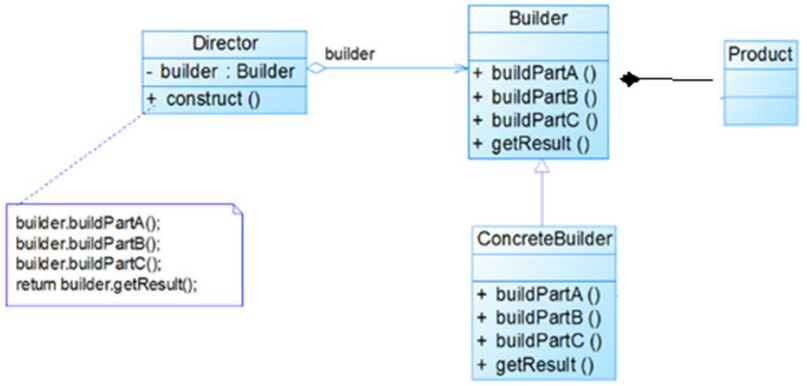 Director
- builder : Builder
+ construct ()
builder
Builder
+ buildPartA ()
+ buildPartB ()
+ buildPartC ()
+ getResult ()
Product
builder.buildPartA();
builder.buildPartB();
builder.buildPartC();
return builder.getResult();
ConcreteBuilder
+ buildPartA ()
+ buildPartB ()
+ buildPartC ()
+ getResult ()